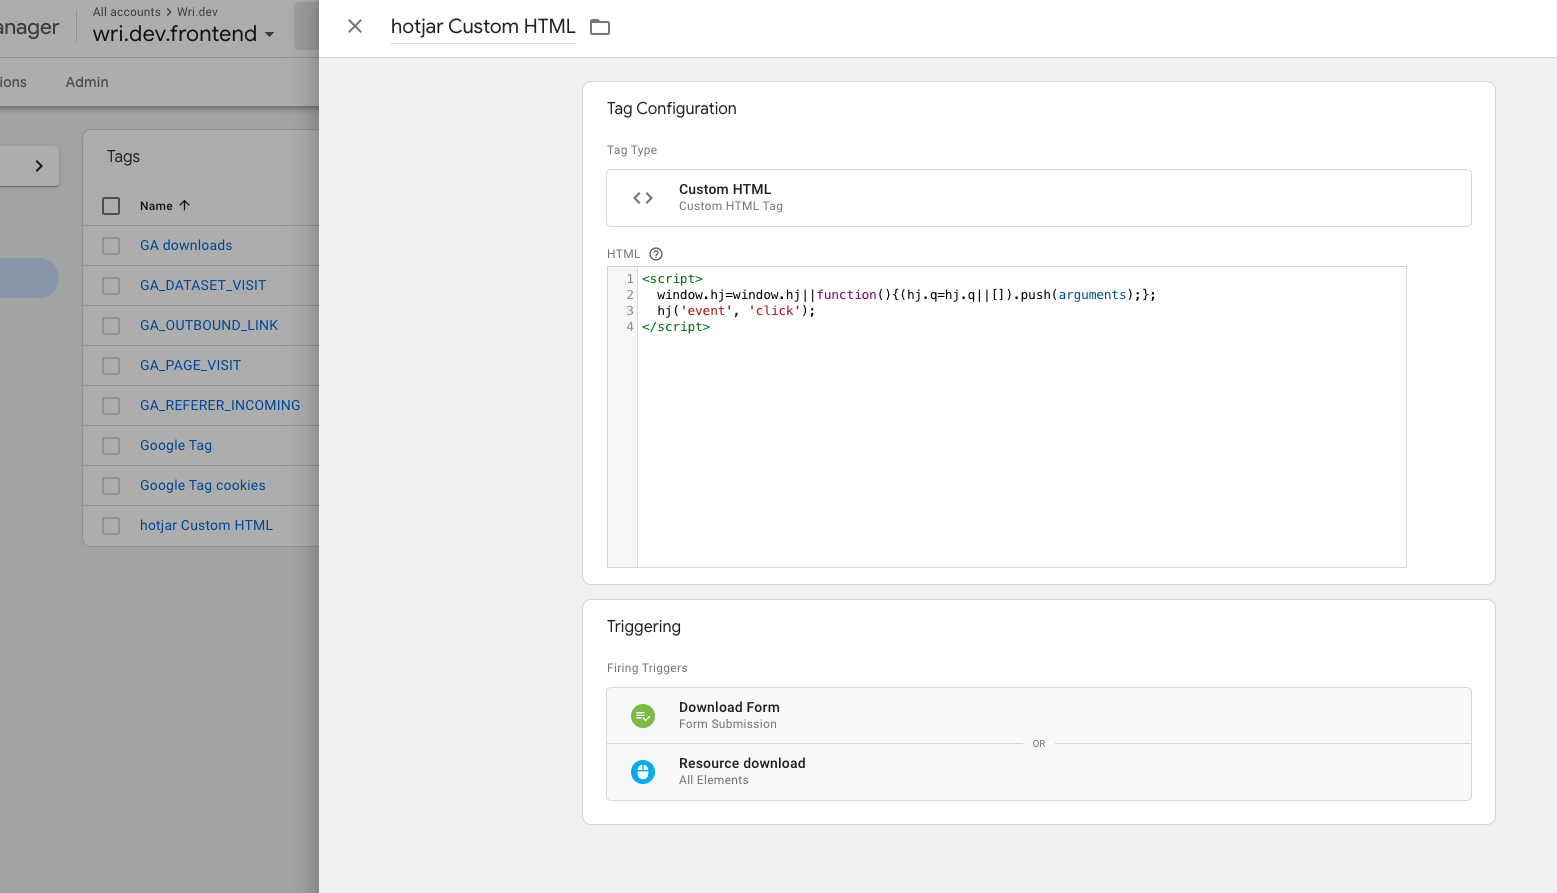 anager
All accounts > Wri.dev
wri.dev.frontend
ions
Admin
Tags
Name
GA downloads
GA_DATASET_VISIT
GA_OUTBOUND_LINK
GA_PAGE_VISIT
GA_REFERER_INCOMING
Google Tag
Google Tag cookies
hotjar Custom HTML
hotjar Custom HTML
Tag Configuration
Tag Type
Custom HTML
Custom HTML Tag
HTML
1 <script>
2   window.hj=window.hj||function(){(hj.q=hj.q||[]).push(arguments);};
3   hj('event', 'click');
4 </script>
Triggering
Firing Triggers
Download Form
Form Submission
OR
Resource download
All Elements